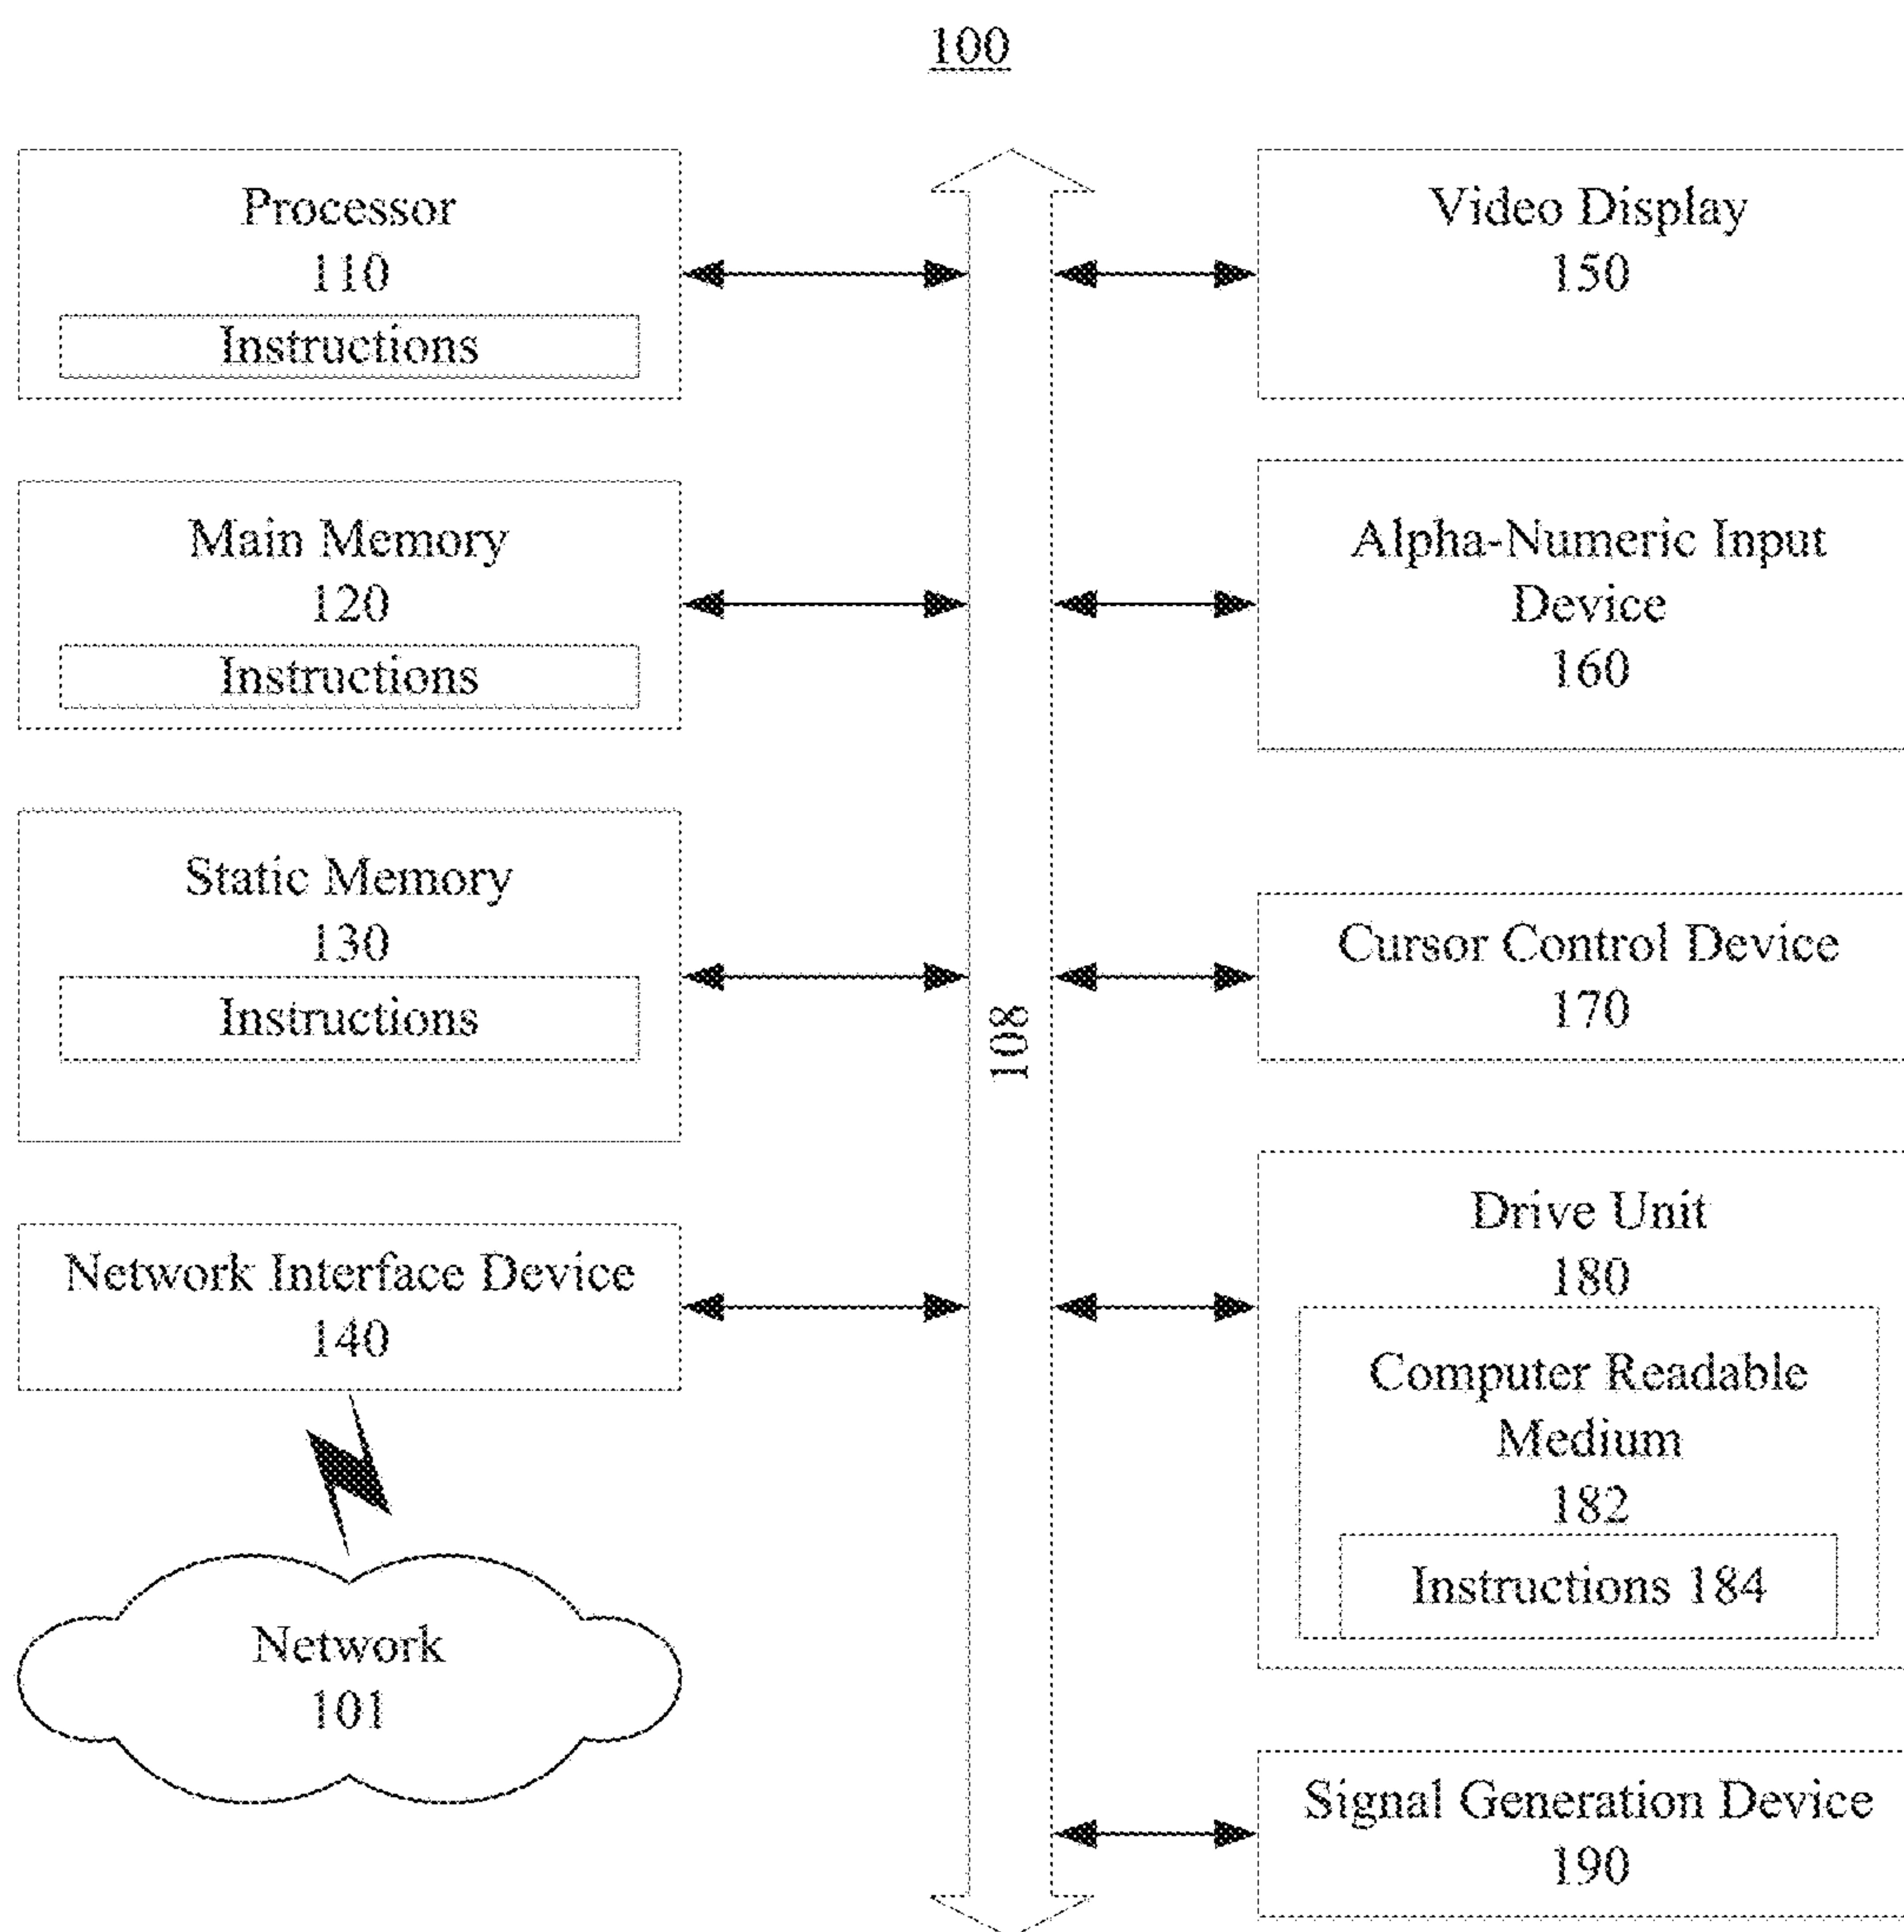 100
Processor
110
Instructions
Main Memory
120
Instructions
Static Memory
130
Instructions
Network Interface Device
140
Network
101
108
Video Display
150
Alpha-Numeric Input
Device
160
Cursor Control Device
170
Drive Unit
180
Computer Readable
Medium
182
Instructions 184
Signal Generation Device
190